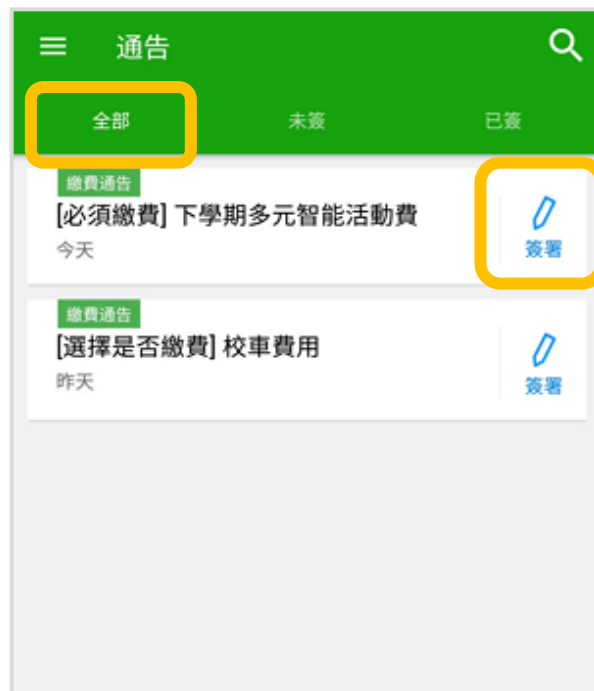 通告
全部 未簽 已簽
繳費通告
[必須繳費] 下學期多元智能活動費
今天
簽署
繳費通告
[選擇是否繳費] 校車費用
昨天
簽署